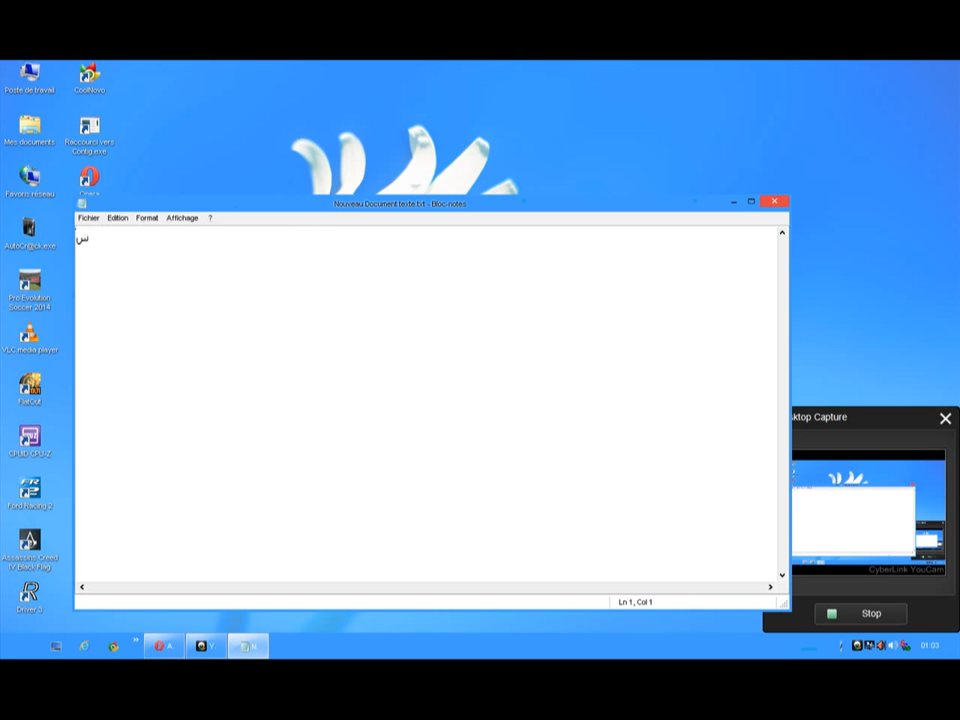 Poste de travail
CoolNovo
Mes documents
Raccourci vers
Contig.exe
Favoris réseau
Opera
Nouveau Document texte.txt - Bloc-notes
Fichier Edition Format Affichage ?
س
AutoCr@ck.exe
Pro Evolution
Soccer 2014
VLC media player
FlatOut
CPUID CPU-Z
Ford Racing 2
Assassins Creed
IV Black Flag
Driver 3
Ln 1, Col 1
ktop Capture
CyberLink YouCam
Stop
A
Y
N
01:03